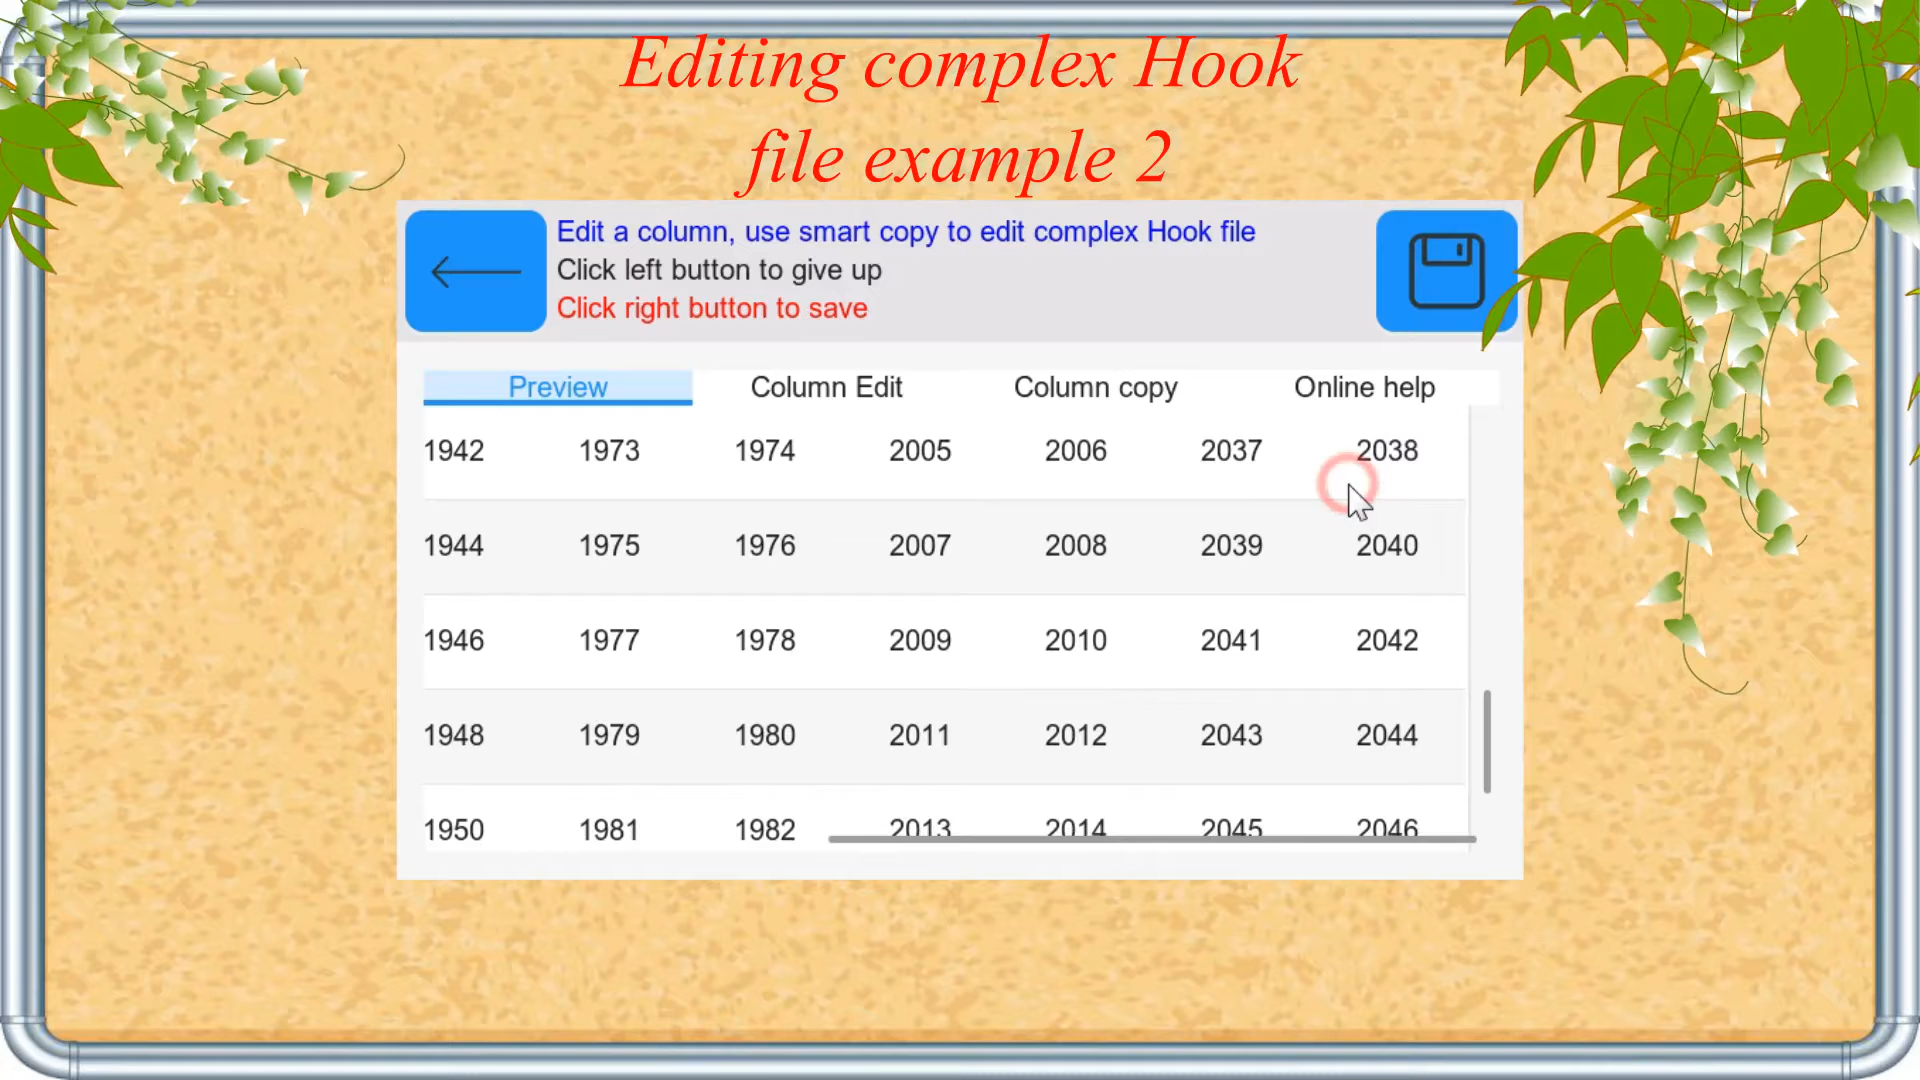 Editing complex Hook
file example 2
Edit a column, use smart copy to edit complex Hook file
Click left button to give up
Click right button to save
Preview Column Edit Column copy Online help
1942 1973 1974 2005 2006 2037 2038
1944 1975 1976 2007 2008 2039 2040
1946 1977 1978 2009 2010 2041 2042
1948 1979 1980 2011 2012 2043 2044
1950 1981 1982 2013 2014 2045 2046